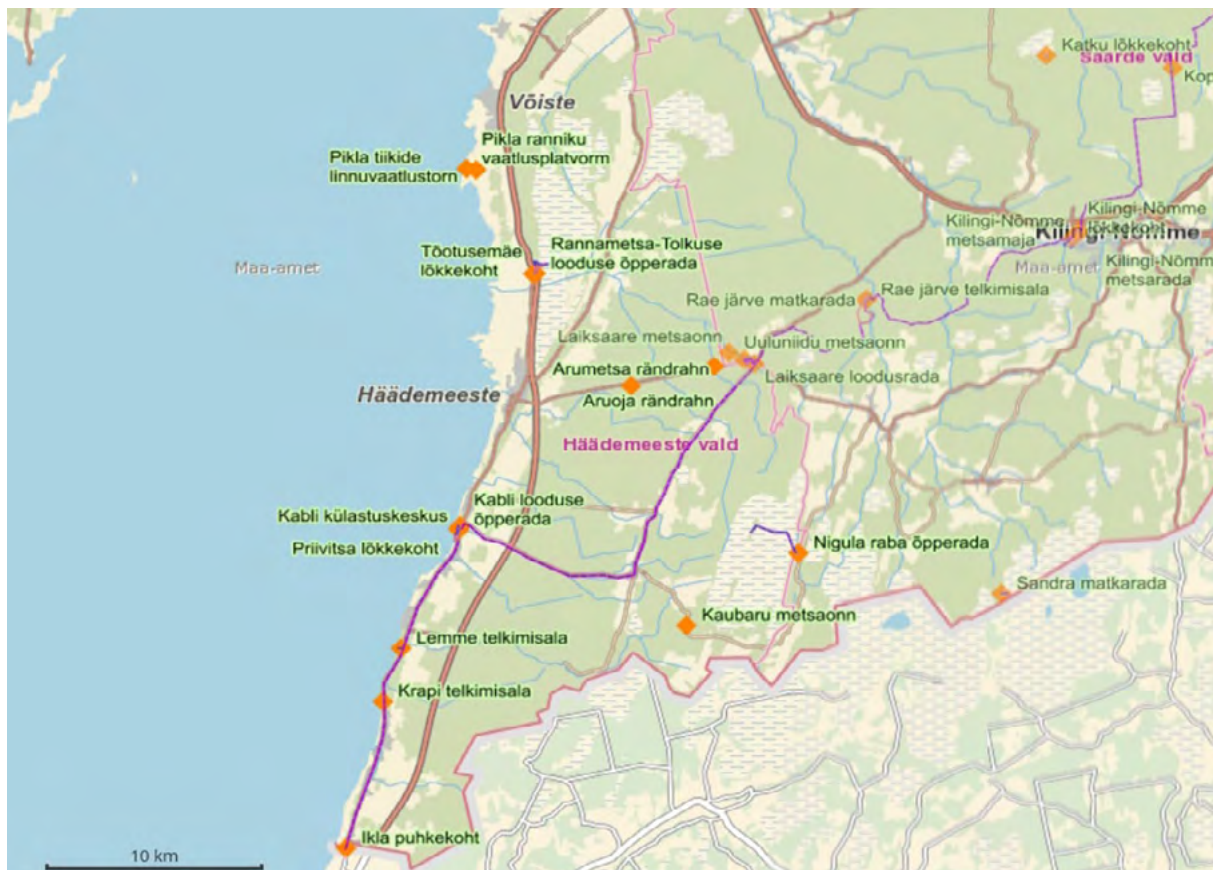 Katku lõkkekoht
Saarde vald
Kop
Võiste
Pikla ranniku
vaatlusplatvorm
Pikla tiikide
linnuvaatlustorn
Kilingi-Nõmme
lõkkekoht
Kilingi-Nõmme
metsamaja
Kilingi-Nõmme
Tõotusemäe
lõkkekoht
Rannametsa-Tolkuse
looduse õpperada
Maa-amet
Maa-amet
Kilingi-Nõmm
metsarada
Rae järve matkarada
Rae järve telkimisala
Laiksaare metsaonn
Uuluniidu metsaonn
Arumetsa rändrahn
Laiksaare loodusrada
Häädemeeste
Aruoja rändrahn
Häädemeeste vald
Kabli looduse
õpperada
Kabli külastuskeskus
Priivitsa lõkkekoht
Nigula raba õpperada
Sandra matkarada
Kaubaru metsaonn
Lemme telkimisala
Krapi telkimisala
Ikla puhkekoht
10 km